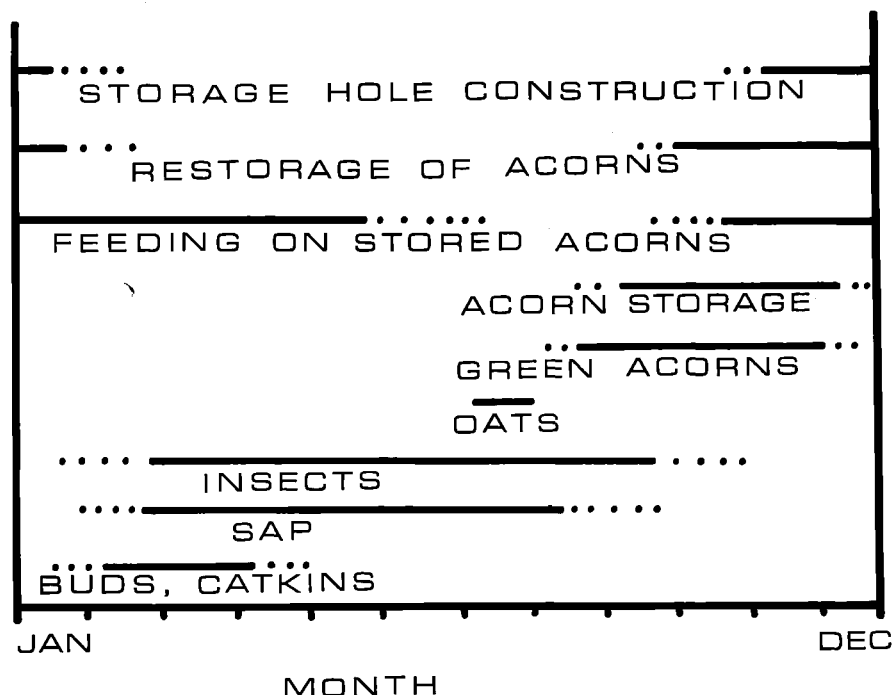 STORAGE HOLE CONSTRUCTION
RESTORAGE OF ACORNS
FEEDING ON STORED ACORNS
ACORN STORAGE
GREEN ACORNS
OATS
INSECTS
SAP
BUDS, CATKINS
JAN DEC
MONTH